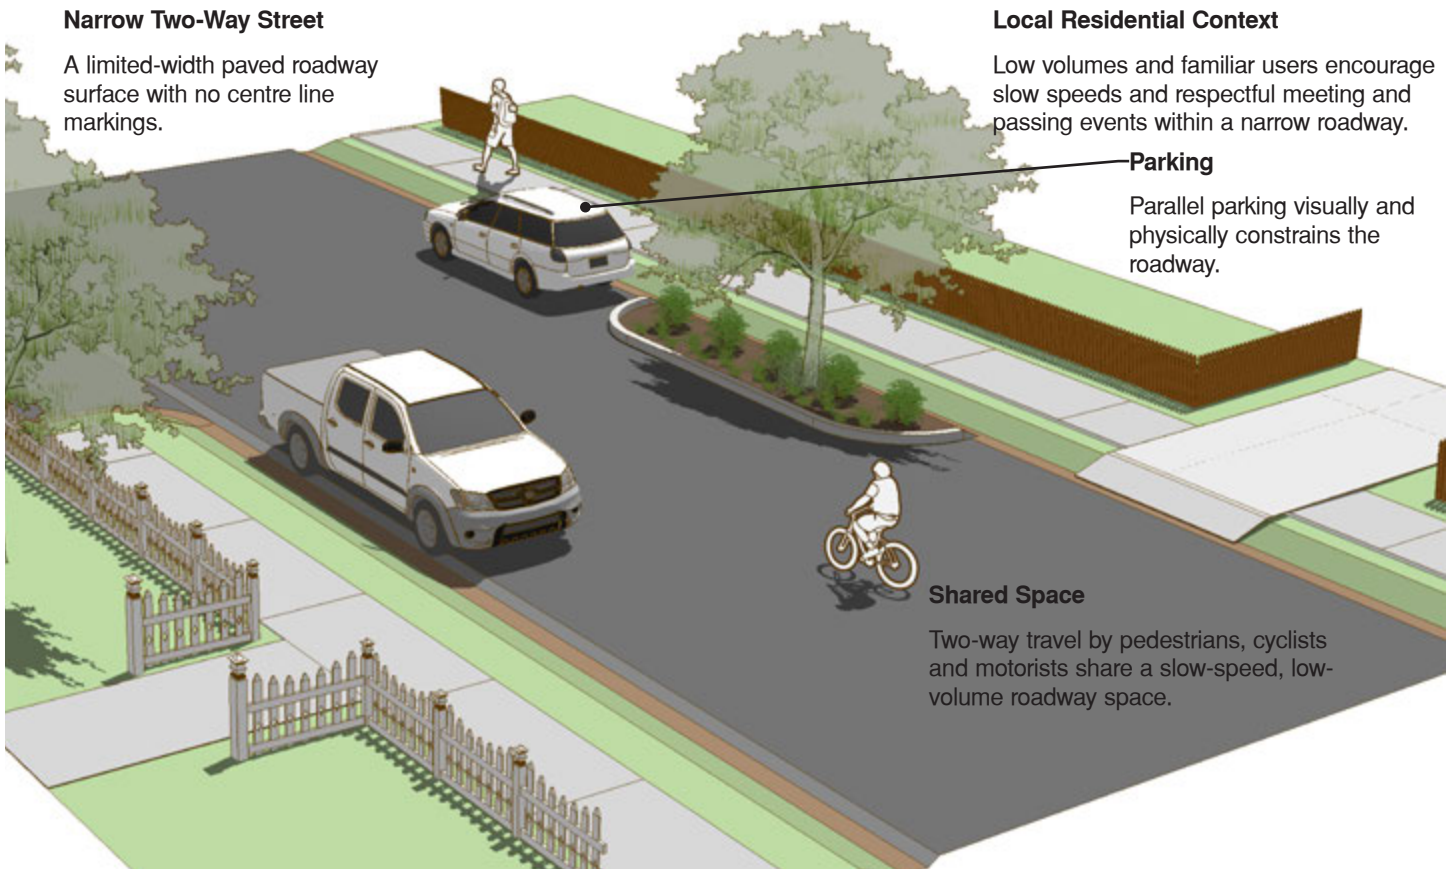 Narrow Two-Way Street
A limited-width paved roadway
surface with no centre line
markings.
Local Residential Context
Low volumes and familiar users encourage
slow speeds and respectful meeting and
passing events within a narrow roadway.
Parking
Parallel parking visually and
physically constrains the
roadway.
Shared Space
Two-way travel by pedestrians, cyclists
and motorists share a slow-speed, low-
volume roadway space.